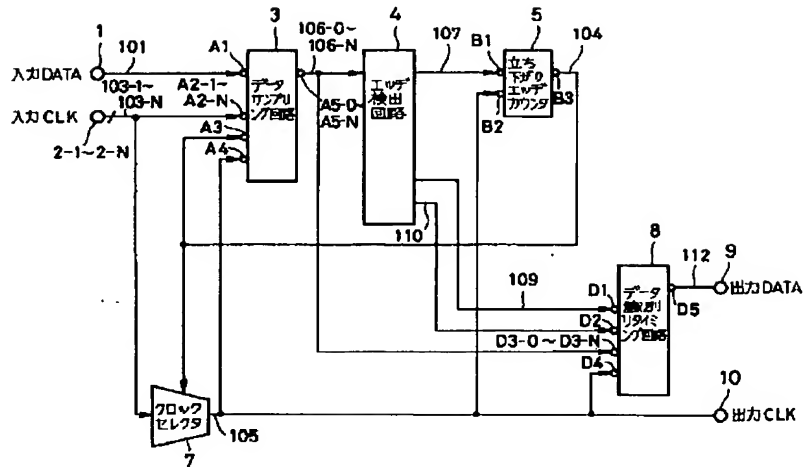 1
入力DATA
101
入力CLK
103-1~
103-N
2-1~2-N
A1
A2-1~
A2-N
A3
A4
3
データ
サンプリ
ング回路
106-0~
106-N
A5-0~
A5-N
4
エッヂ
検出
回路
107
110
109
5
B1
B2
B3
立ち
下がり
エッヂ
カウンタ
104
7
クロック
セレクタ
105
8
D1
D2
D3-0~D3-N
D4
D5
データ
識別
リタイミ
ング回路
112
9
出力DATA
10
出力CLK